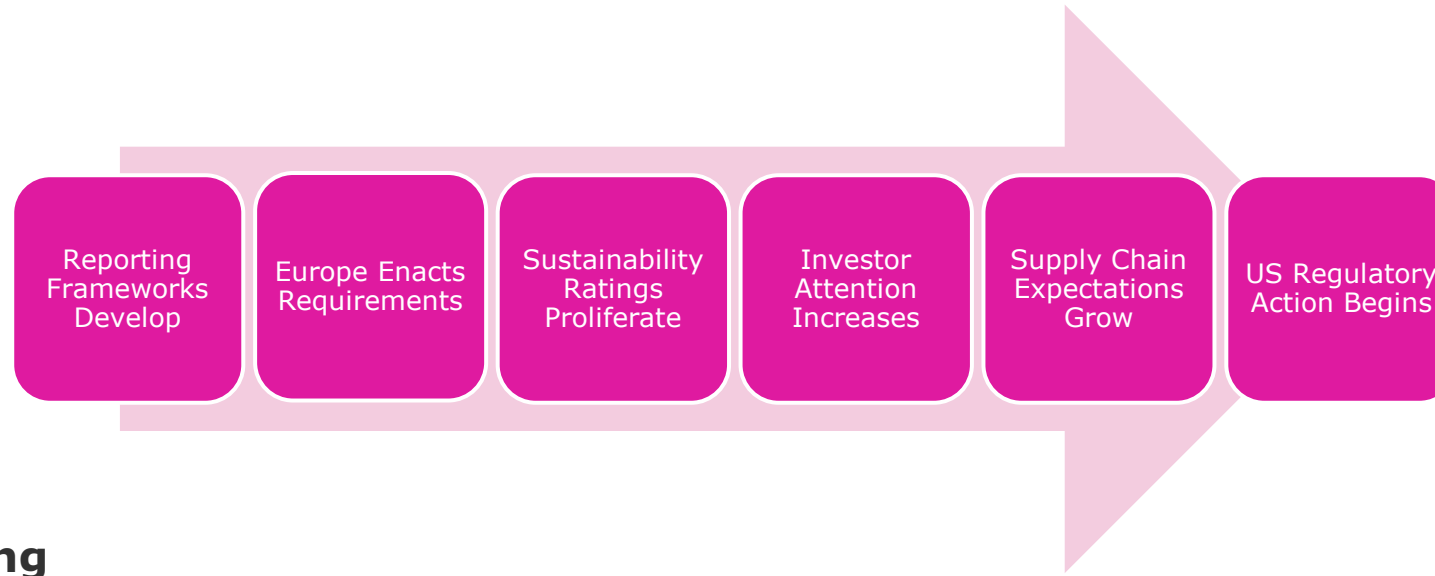 Reporting
Frameworks
Develop
Europe Enacts
Requirements
Sustainability
Ratings
Proliferate
Investor
Attention
Increases
Supply Chain
Expectations
Grow
US Regulatory
Action Begins
ng